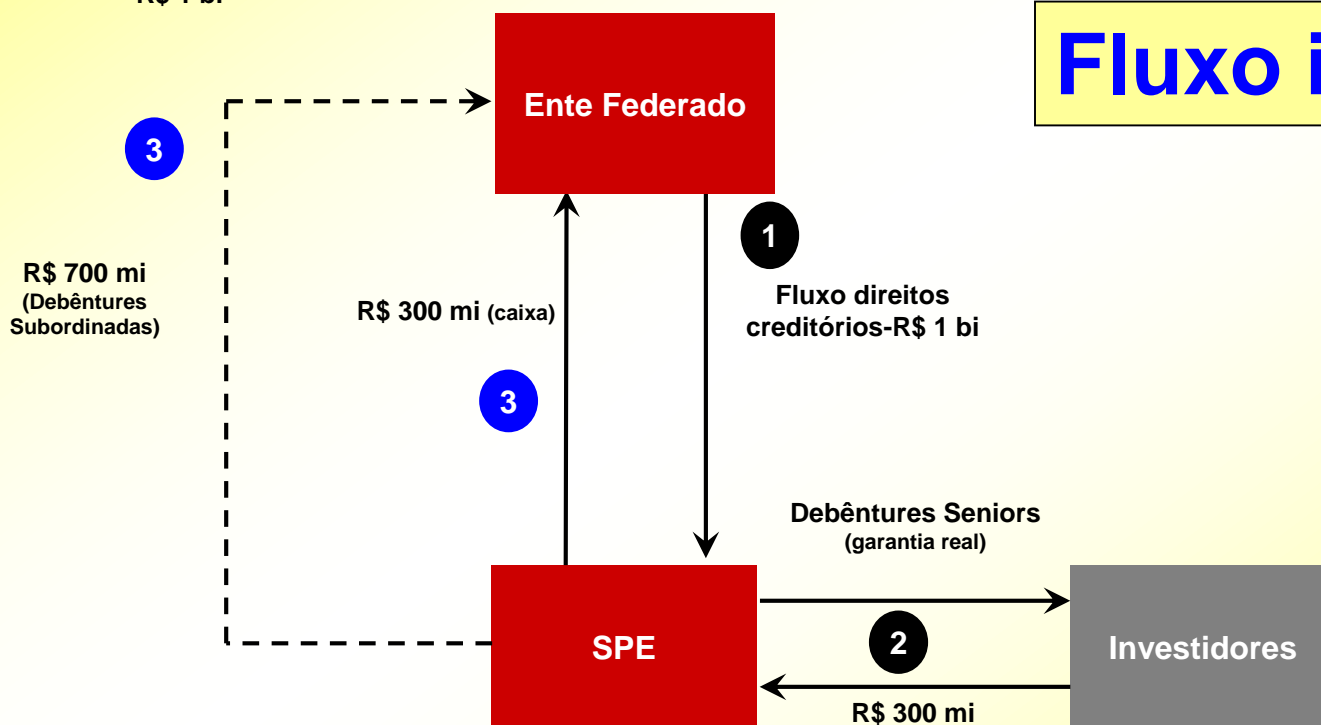 Fluxo i
Ente Federado
3
1
R$ 700 mi
(Debêntures
Subordinadas)
R$ 300 mi (caixa)
Fluxo direitos
creditórios-R$ 1 bi
3
Debêntures Seniors
(garantia real)
SPE
2
Investidores
R$ 300 mi